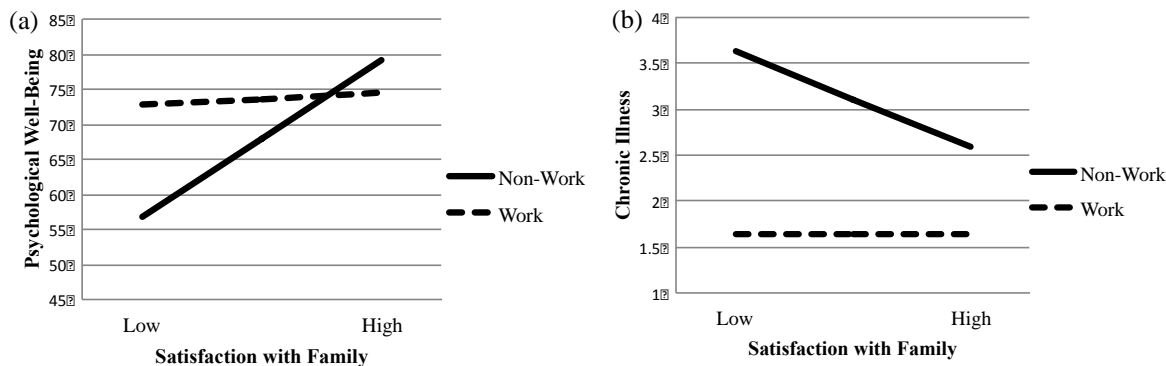 (a)
Psychological Well-Being
85
80
75
70
65
60
55
50
45
Low High
Satisfaction with Family
Non-Work
Work
(b)
Chronic Illness
4
3.5
3
2.5
2
1.5
1
Low High
Satisfaction with Family
Non-Work
Work